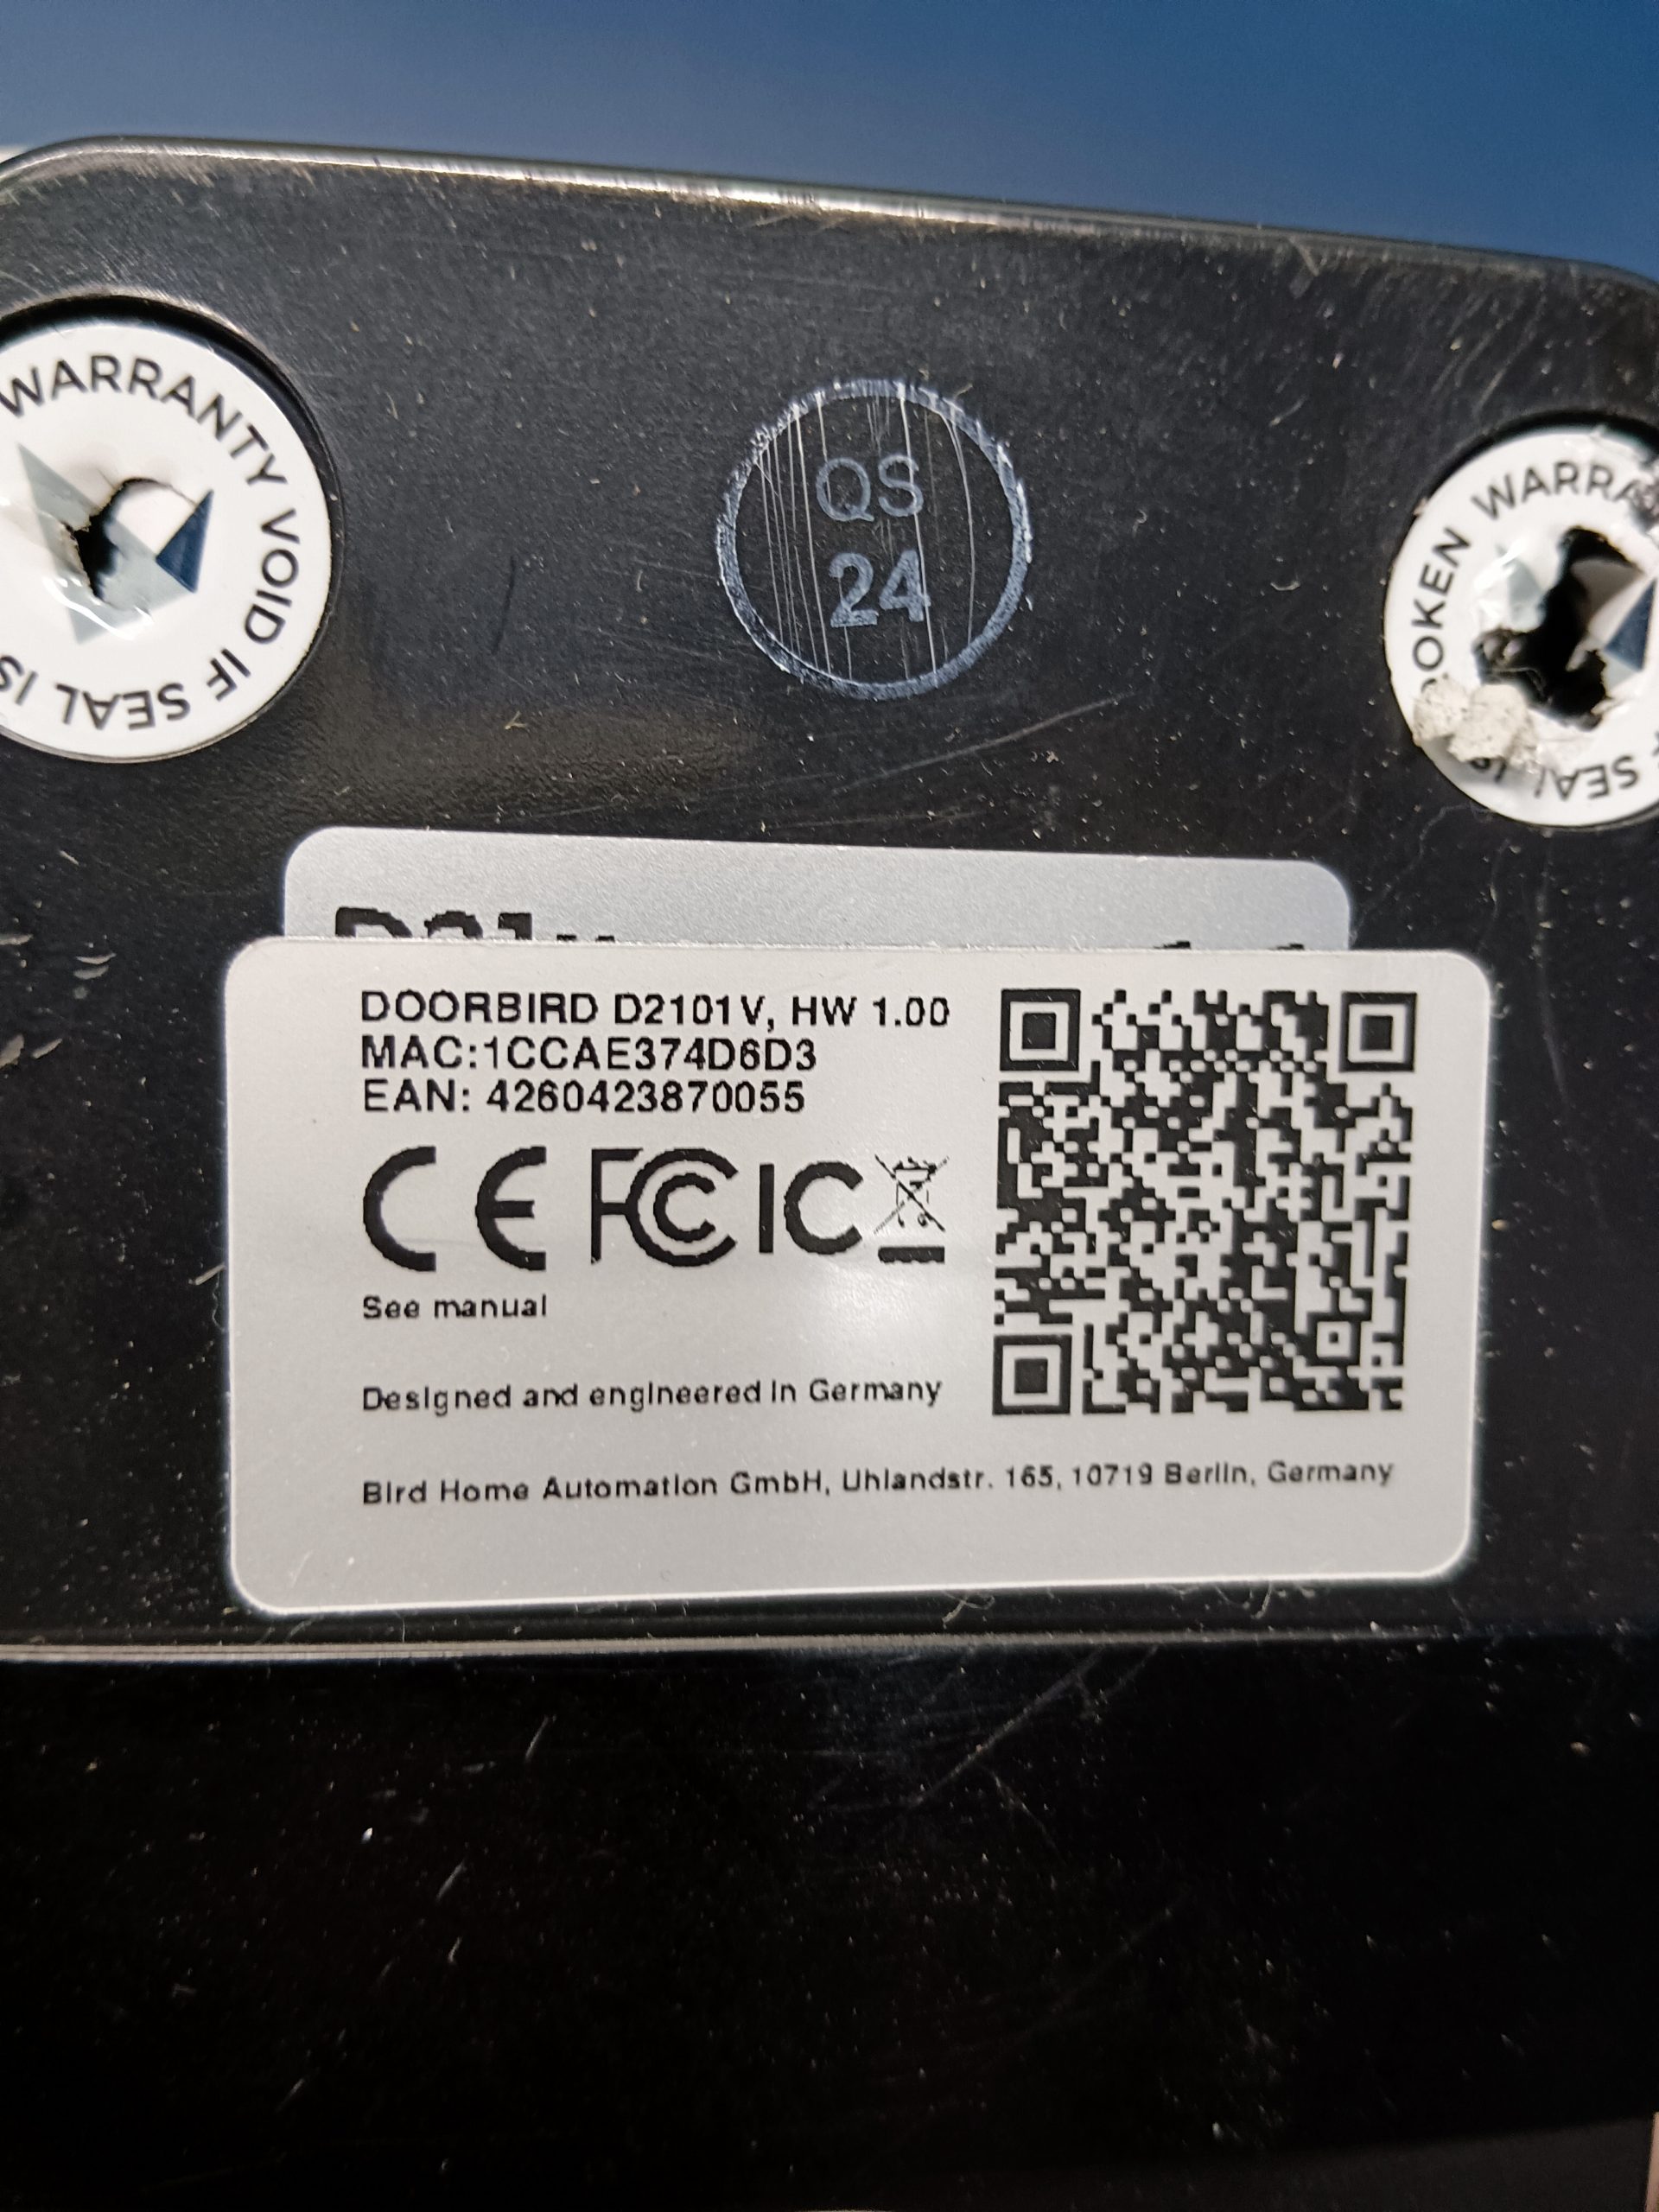 WARRANTY VOID IF SEAL IS
QS
24
WARRA
SEAL IS
DOORBIRD D2101V, HW 1.00
MAC:1CCAE374D6D3
EAN: 4260423870055
CE FC IC
See manual
Designed and engineered in Germany
Bird Home Automation GmbH, Uhlandstr. 165, 10719 Berlin, Germany